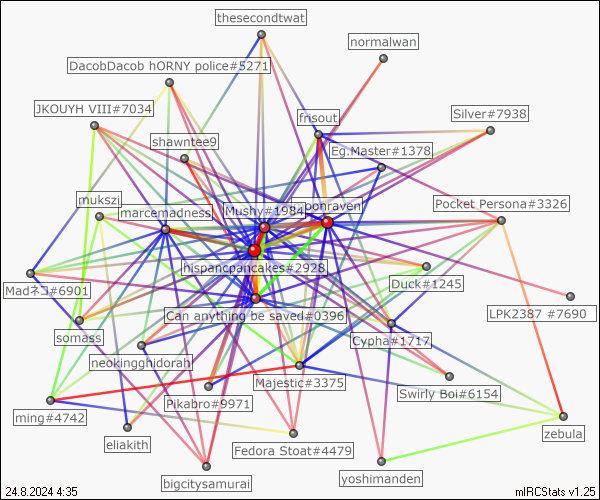 thesecondtwat
normalwan
DacobDacob hORNY police#5271
JKOUYH VIII#7034
Silver#7938
frisout
shawntee9
Eg.Master#1378
mukszi
Pocket Persona#3326
marcemadness
Mushy#1984
ponraven
hispancpancakes#2928
Madネコ#6901
Duck#1245
LPK2387 #7690
Can anything be saved#0396
somass
Cypha#1717
neokingghidorah
Majestic#3375
Swirly Boi#6154
Pikabro#9971
ming#4742
zebula
eliakith
Fedora Stoat#4479
bigcitysamurai
yoshimanden
24.8.2024 4:35
mIRCStats v1.25